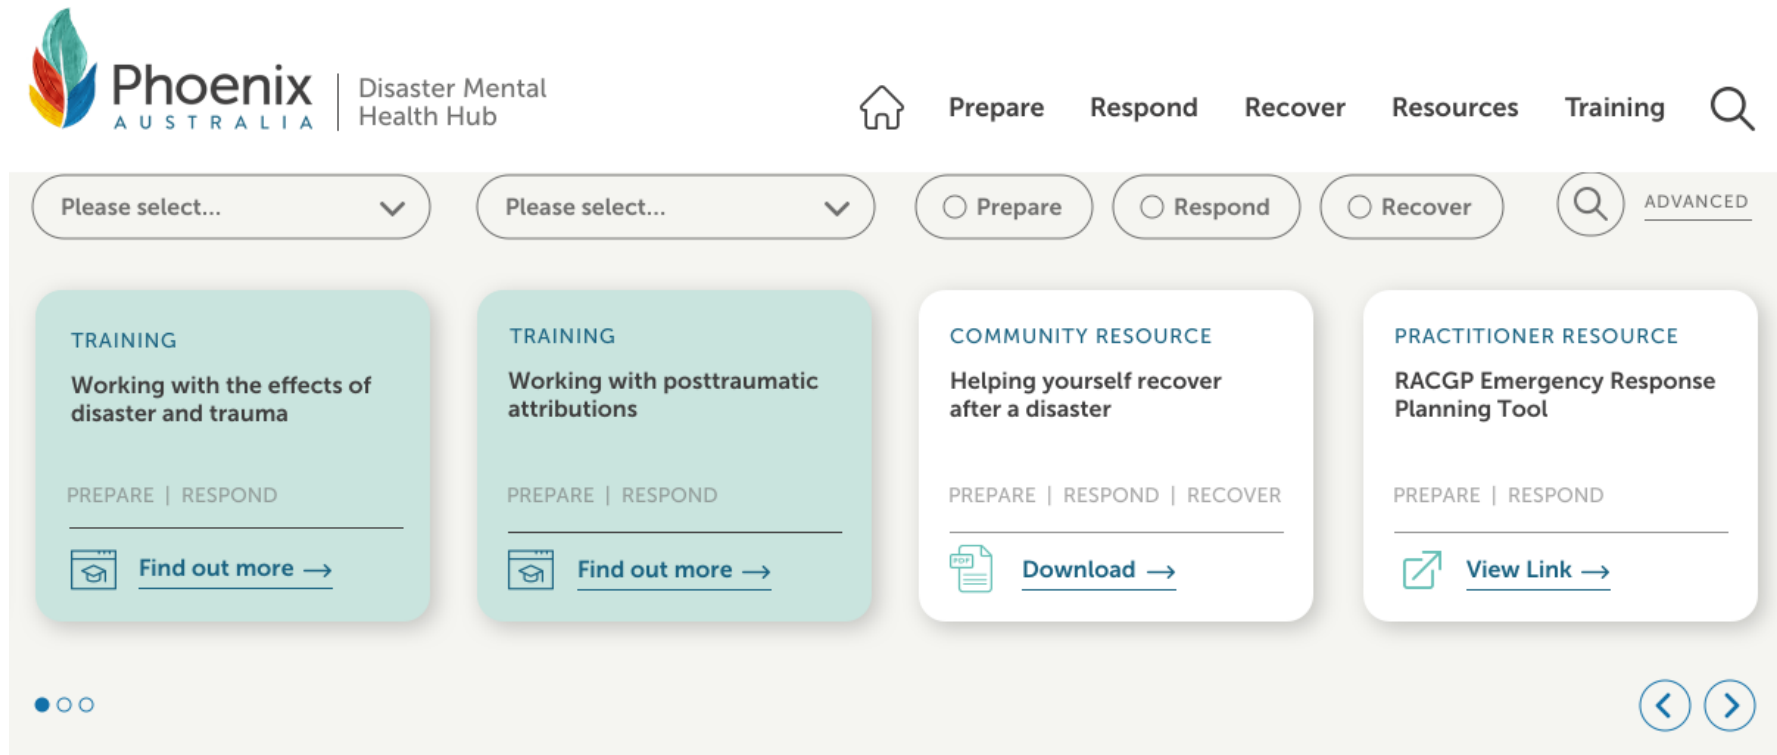 Phoenix
AUSTRALIA
Disaster Mental
Health Hub
Prepare
Respond
Recover
Resources
Training
Please select...
Please select...
Prepare
Respond
Recover
ADVANCED
TRAINING
Working with the effects of
disaster and trauma
PREPARE | RESPOND
Find out more →
TRAINING
Working with posttraumatic
attributions
PREPARE | RESPOND
Find out more →
COMMUNITY RESOURCE
Helping yourself recover
after a disaster
PREPARE | RESPOND | RECOVER
PDF
Download →
PRACTITIONER RESOURCE
RACGP Emergency Response
Planning Tool
PREPARE | RESPOND
View Link →